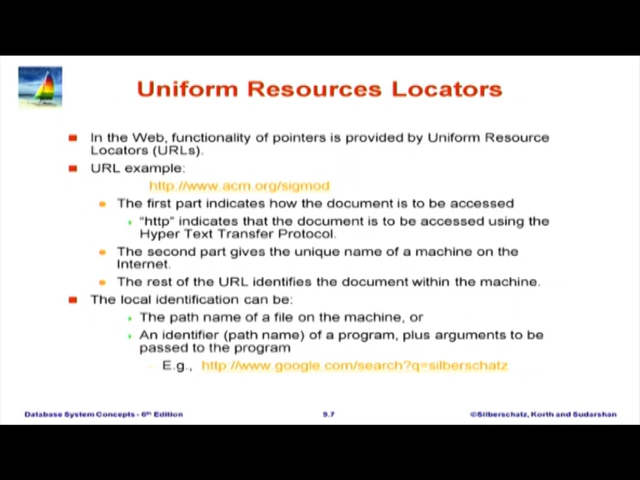 Uniform Resources Locators
In the Web, functionality of pointers is provided by Uniform Resource
Locators (URLs).
URL example:
http://www.acm.org/sigmod
The first part indicates how the document is to be accessed
“http” indicates that the document is to be accessed using the
Hyper Text Transfer Protocol.
The second part gives the unique name of a machine on the
Internet.
The rest of the URL identifies the document within the machine.
The local identification can be:
The path name of a file on the machine, or
An identifier (path name) of a program, plus arguments to be
passed to the program
E.g., http://www.google.com/search?q=silberschatz
Database System Concepts - 6th Edition
9.7
©Silberschatz, Korth and Sudarshan